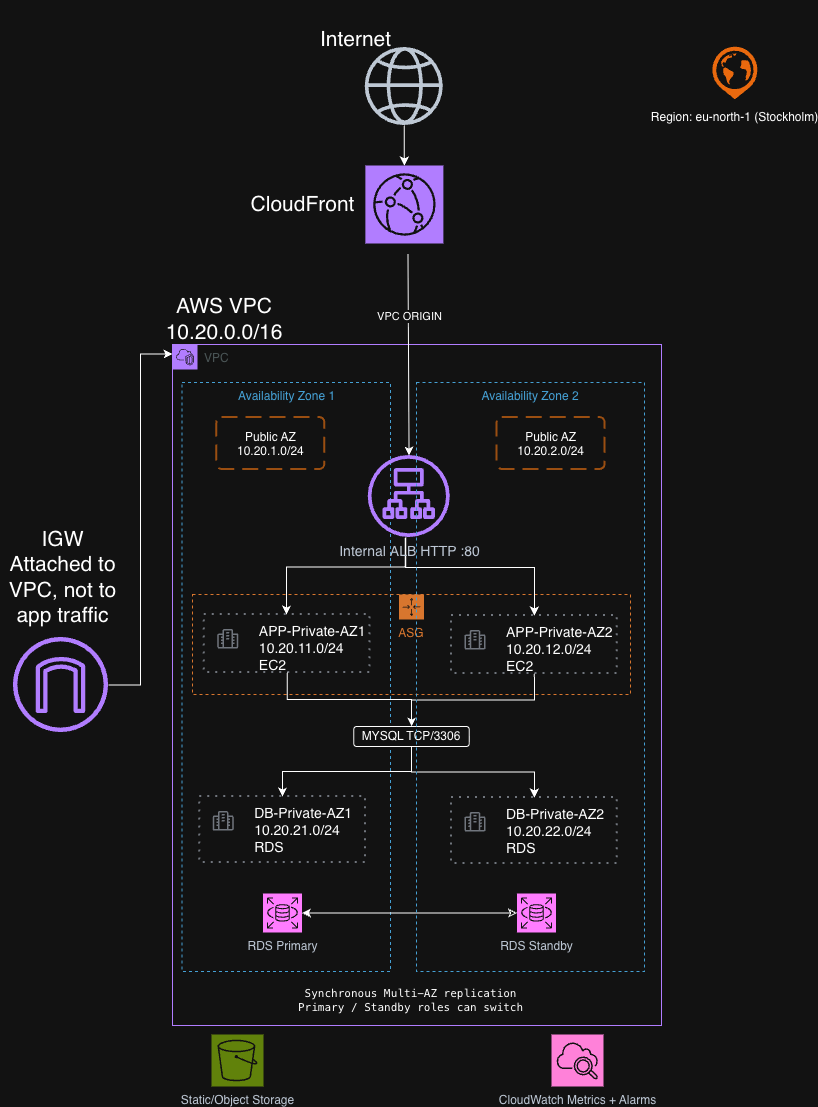 Internet
Region: eu-north-1 (Stockholm)
CloudFront
AWS VPC
10.20.0.0/16
VPC ORIGIN
VPC
Availability Zone 1
Availability Zone 2
Public AZ
10.20.1.0/24
Public AZ
10.20.2.0/24
IGW
Attached to
VPC, not to
app traffic
Internal ALB HTTP :80
ASG
APP-Private-AZ1
10.20.11.0/24
EC2
APP-Private-AZ2
10.20.12.0/24
EC2
MYSQL TCP/3306
DB-Private-AZ1
10.20.21.0/24
RDS
DB-Private-AZ2
10.20.22.0/24
RDS
RDS Primary
RDS Standby
Synchronous Multi-AZ replication
Primary / Standby roles can switch
Static/Object Storage
CloudWatch Metrics + Alarms